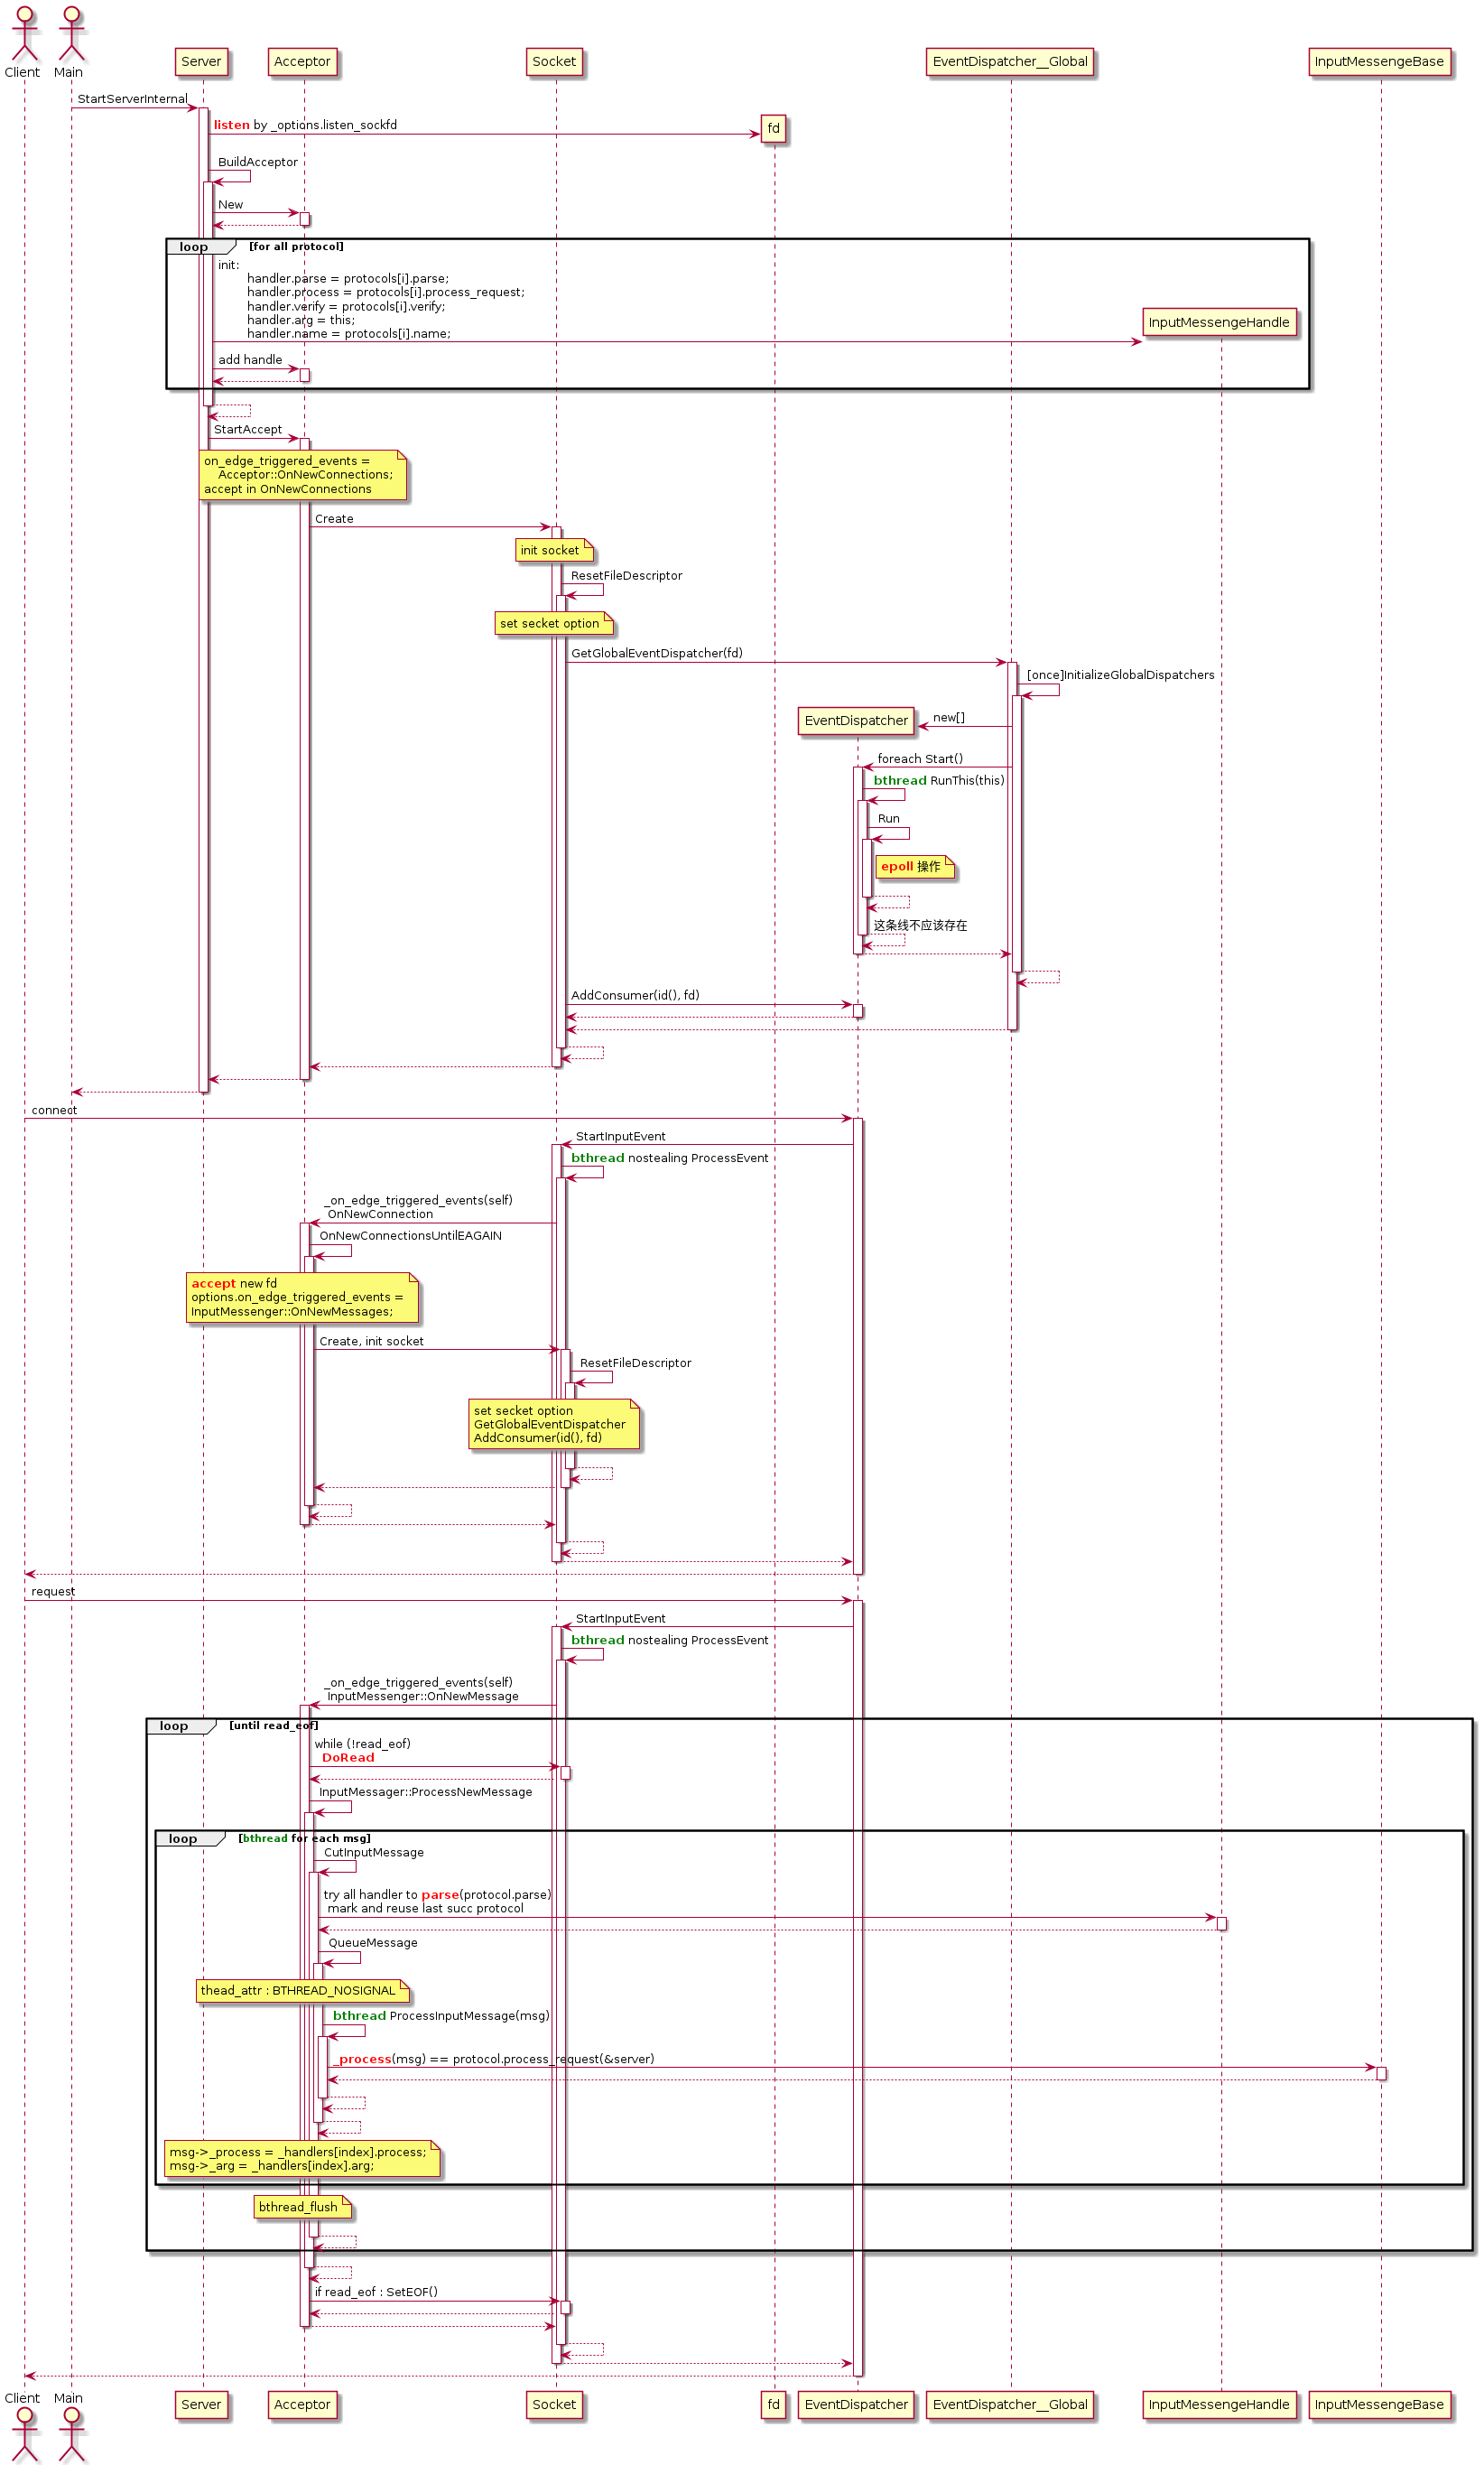 Client
Main
Server
Acceptor
Socket
EventDispatcher__Global
InputMessengeBase
StartServerInternal
listen by _options.listen_sockfd
fd
BuildAcceptor
New
loop [for all protocol]
init:
handler.parse = protocols[i].parse;
handler.process = protocols[i].process_request;
handler.verify = protocols[i].verify;
handler.arg = this;
handler.name = protocols[i].name;
InputMessengeHandle
add handle
StartAccept
on_edge_triggered_events =
Acceptor::OnNewConnections;
accept in OnNewConnections
Create
init socket
ResetFileDescriptor
set secket option
GetGlobalEventDispatcher(fd)
[once]InitializeGlobalDispatchers
EventDispatcher
new[]
foreach Start()
bthread RunThis(this)
Run
epoll 操作
这条线不应该存在
AddConsumer(id(), fd)
connect
StartInputEvent
bthread nostealing ProcessEvent
_on_edge_triggered_events(self)
OnNewConnection
OnNewConnectionsUntilEAGAIN
accept new fd
options.on_edge_triggered_events =
InputMessenger::OnNewMessages;
Create, init socket
ResetFileDescriptor
set secket option
GetGlobalEventDispatcher
AddConsumer(id(), fd)
request
StartInputEvent
bthread nostealing ProcessEvent
_on_edge_triggered_events(self)
InputMessenger::OnNewMessage
loop [until read_eof]
while (!read_eof)
DoRead
InputMessager::ProcessNewMessage
loop [bthread for each msg]
CutInputMessage
try all handler to parse(protocol.parse)
mark and reuse last succ protocol
QueueMessage
thead_attr : BTHREAD_NOSIGNAL
bthread ProcessInputMessage(msg)
_process(msg) == protocol.process_request(&server)
msg->_process = _handlers[index].process;
msg->_arg = _handlers[index].arg;
bthread_flush
if read_eof : SetEOF()
Client
Main
Server
Acceptor
Socket
fd
EventDispatcher
EventDispatcher__Global
InputMessengeHandle
InputMessengeBase